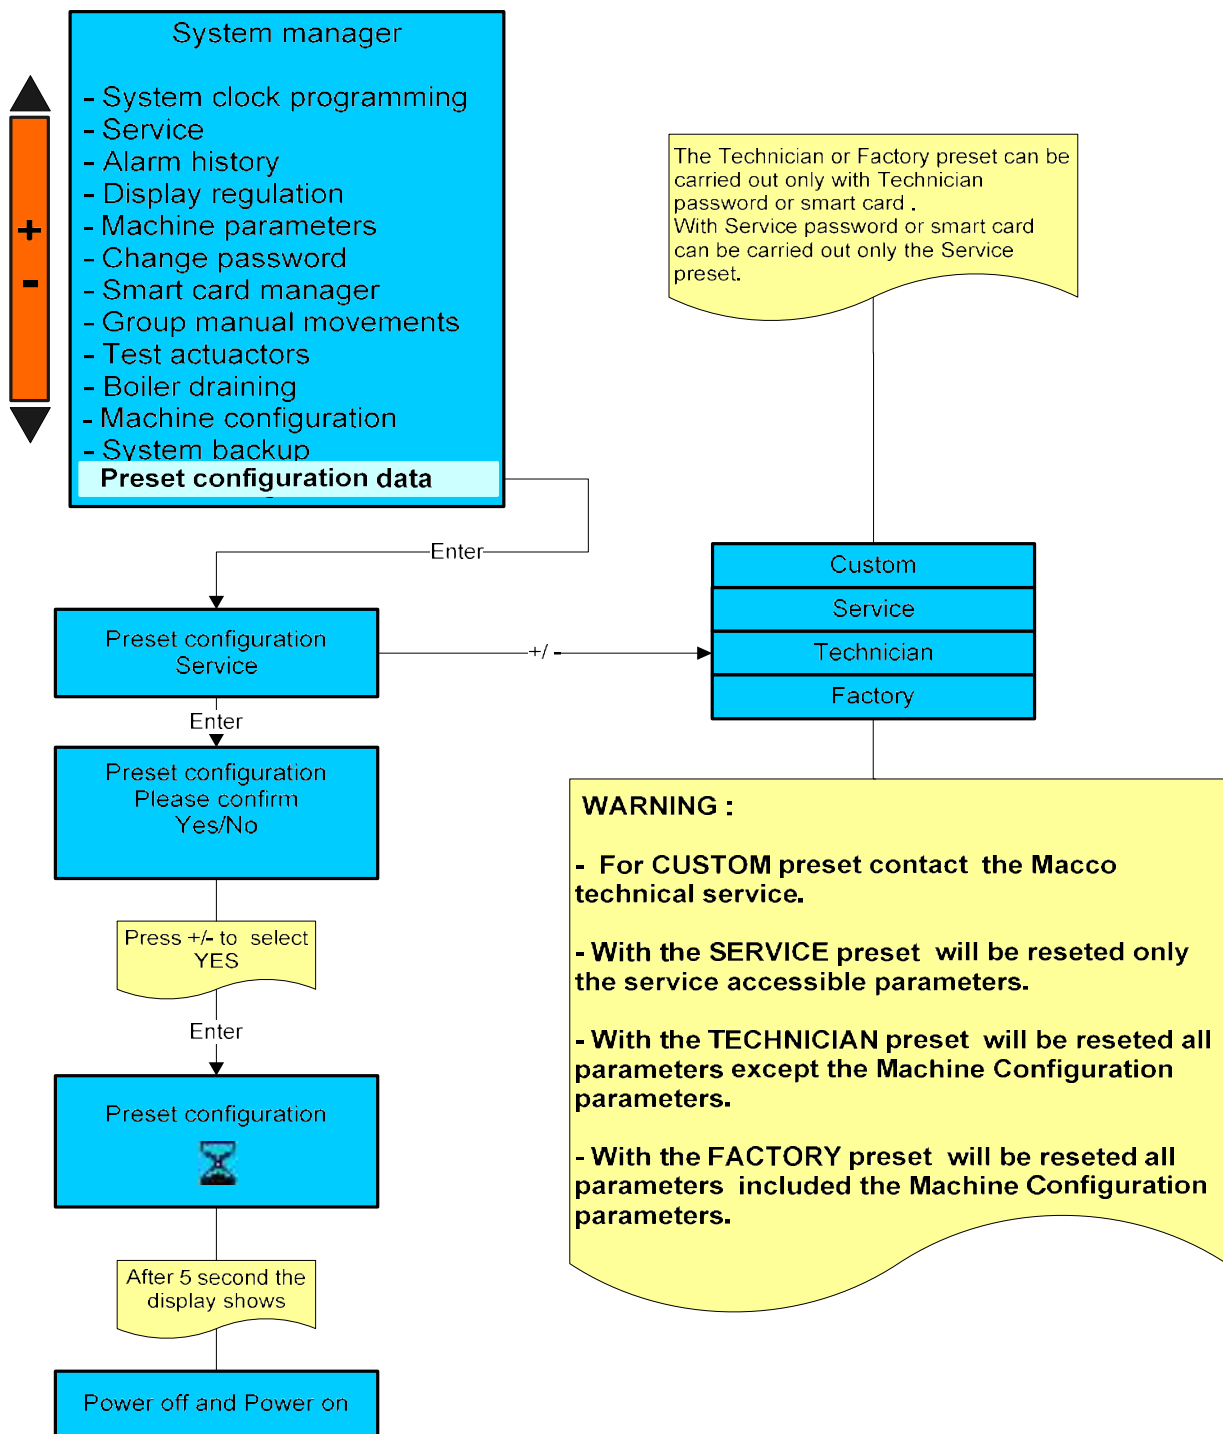 System manager
- System clock programming
- Service
- Alarm history
- Display regulation
- Machine parameters
- Change password
- Smart card manager
- Group manual movements
- Test actuactors
- Boiler draining
- Machine configuration
- System backup
Preset configuration data
+
-
The Technician or Factory preset can be
carried out only with Technician
password or smart card .
With Service password or smart card
can be carried out only the Service
preset.
Enter
Preset configuration
Service
+/ -
Custom
Service
Technician
Factory
Enter
Preset configuration
Please confirm
Yes/No
Press +/- to select
YES
Enter
Preset configuration
After 5 second the
display shows
Power off and Power on
WARNING :
- For CUSTOM preset contact the Macco
technical service.
- With the SERVICE preset will be reseted only
the service accessible parameters.
- With the TECHNICIAN preset will be reseted all
parameters except the Machine Configuration
parameters.
- With the FACTORY preset will be reseted all
parameters included the Machine Configuration
parameters.